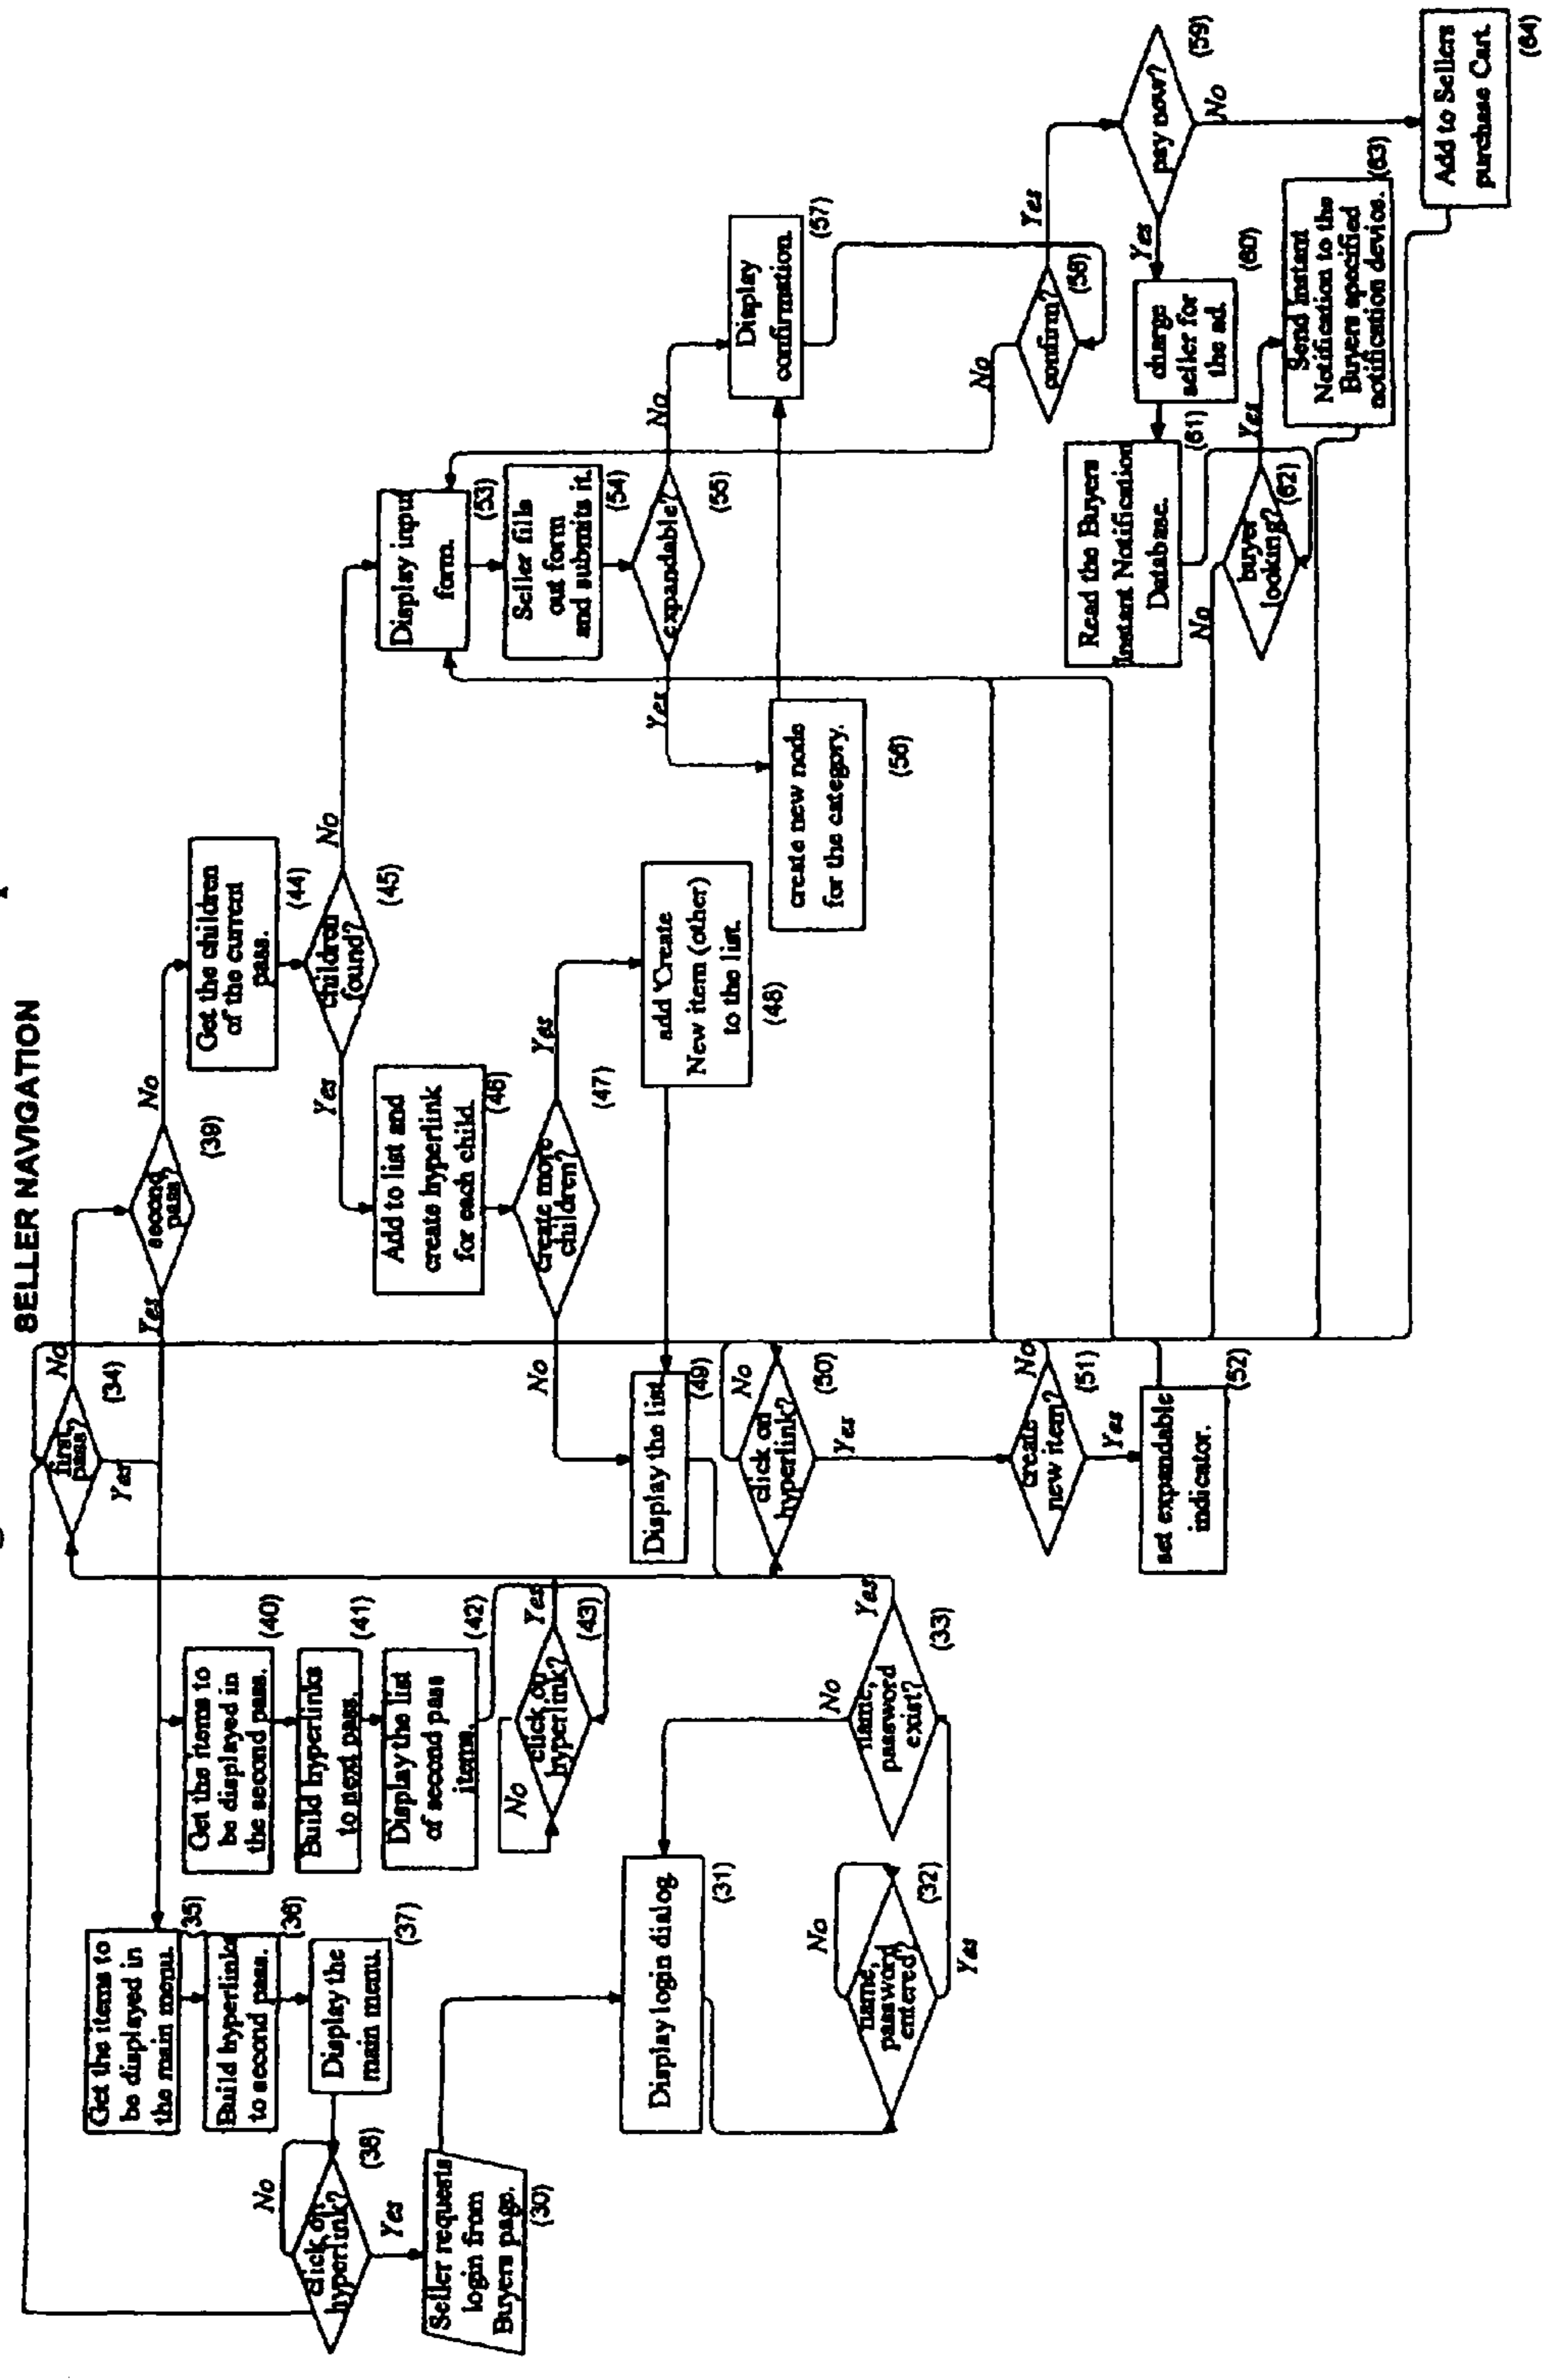 SELLER NAVIGATION
first
pass?
(34)
No
Yes
second
pass?
(39)
No
Yes
Get the items to
be displayed in
the main menu.
(35)
Build hyperlinks
to second pass.
(36)
Display the
main menu.
(37)
click on
hyperlink?
(38)
No
Yes
Seller requests
login from
Buyers page.
(30)
Display login dialog.
(31)
name,
password
entered?
(32)
No
Yes
name,
password
exist?
(33)
No
Yes
Get the items to
be displayed in
the second pass.
(40)
Build hyperlinks
to next pass.
(41)
Display the list
of second pass
items.
(42)
click on
hyperlink?
(43)
No
Yes
Get the children
of the current
pass.
(44)
children
found?
(45)
No
Yes
Add to list and
create hyperlink
for each child.
(46)
create more
children?
(47)
Yes
No
add 'Create
New item (other)
to the list.
(48)
Display the list
(49)
click on
hyperlink?
(50)
No
Yes
create
new item?
(51)
No
Yes
set expandable
indicator.
(52)
Display input
form.
(53)
Seller fills
out form
and submits it.
(54)
expandable?
(55)
No
Yes
create new node
for the category.
(56)
Display
confirmation.
(57)
confirm?
(58)
No
Yes
pay now?
(59)
Yes
No
charge
seller for
the ad.
(60)
Read the Buyers
Instant Notification
Database.
(61)
buyer
looking?
(62)
No
Yes
Send Instant
Notification to the
Buyers specified
notification device.
(63)
Add to Sellers
purchase Cart.
(64)